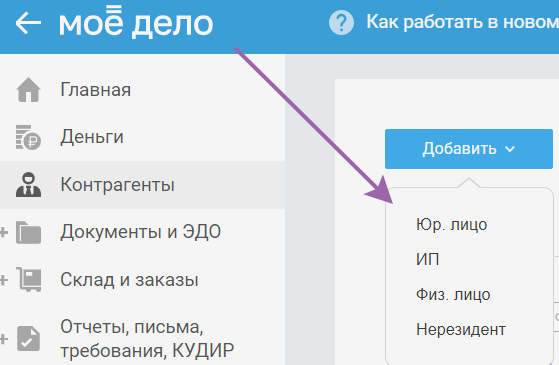 моё дело
? Как работать в новом
Главная
Деньги
Контрагенты
Документы и ЭДО
Склад и заказы
Отчеты, письма,
требования, КУДИР
Добавить
Юр. лицо
ИП
Физ. лицо
Нерезидент